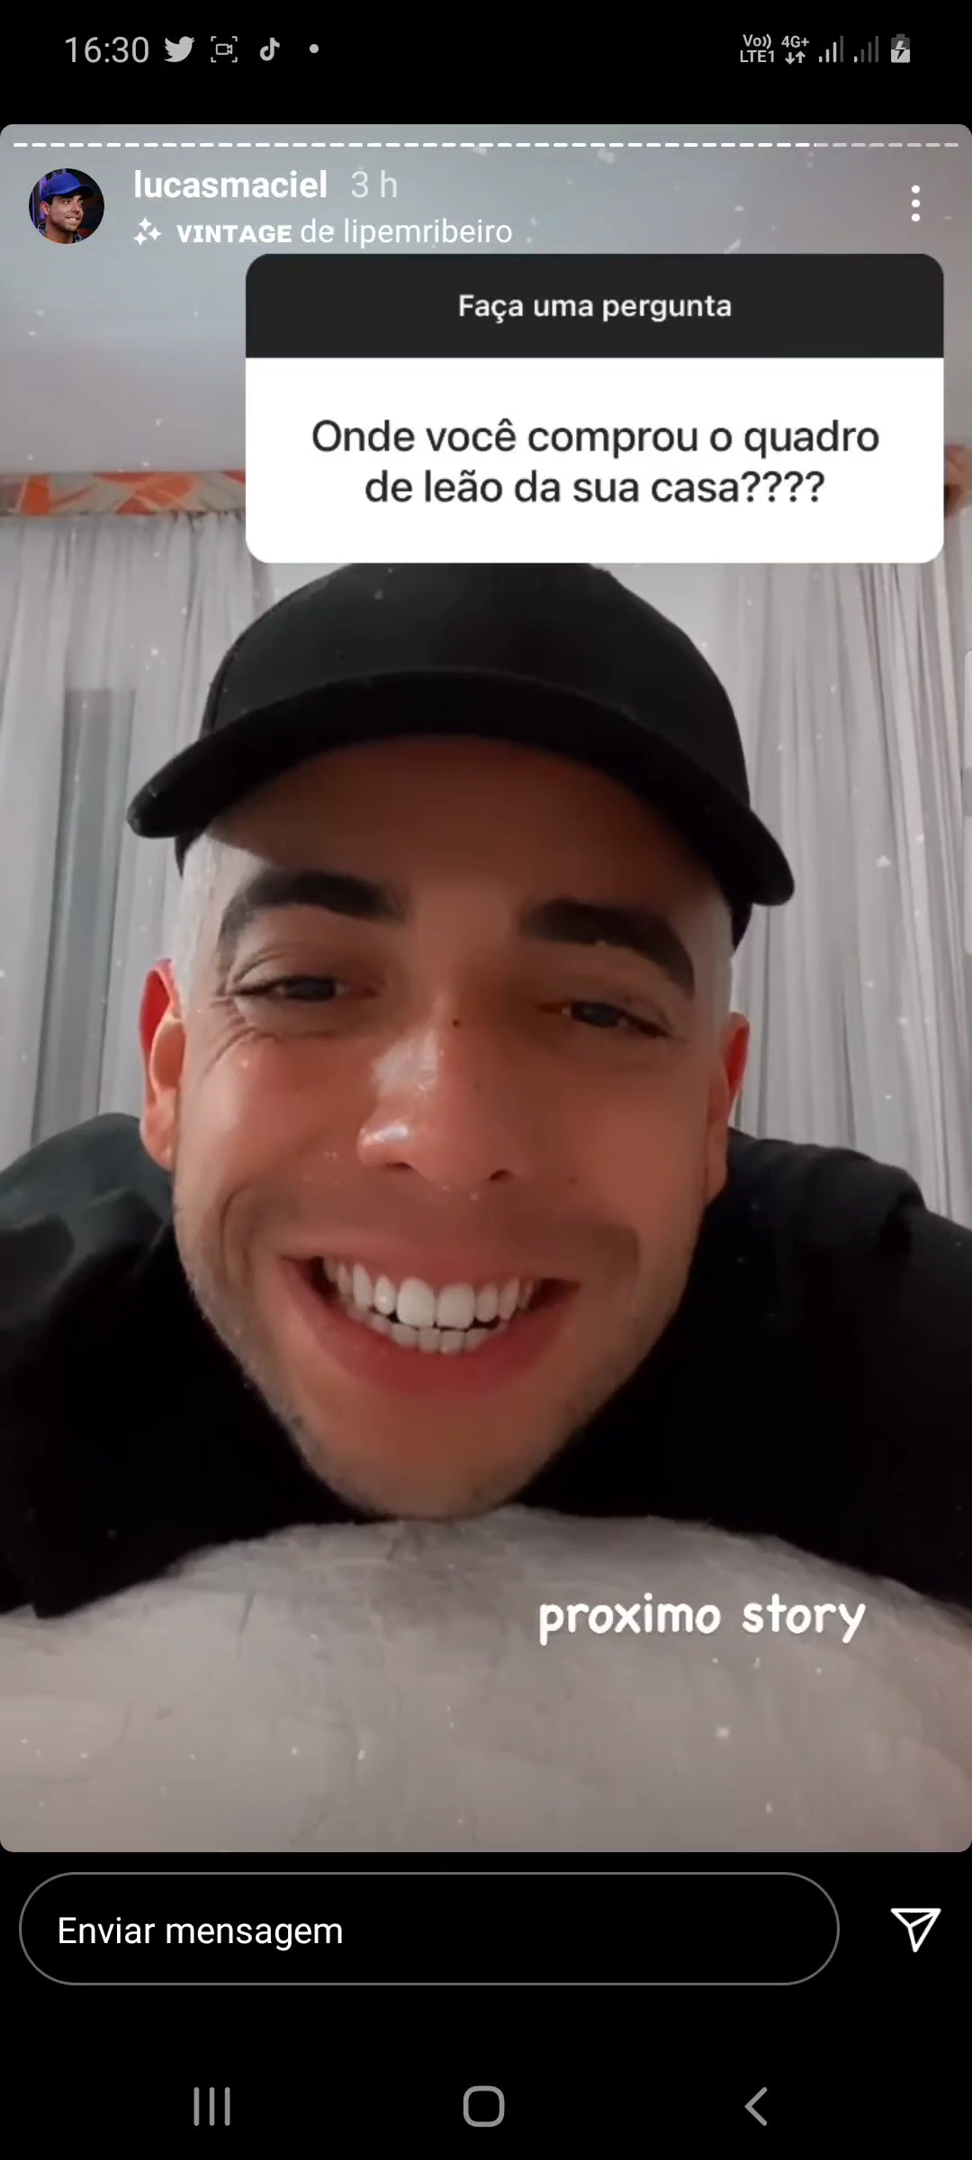 16:30
Vo)) 4G+
LTE1
lucasmaciel 3 h
VINTAGE de lipemribeiro
Faça uma pergunta
Onde você comprou o quadro
de leão da sua casa????
proximo story
Enviar mensagem